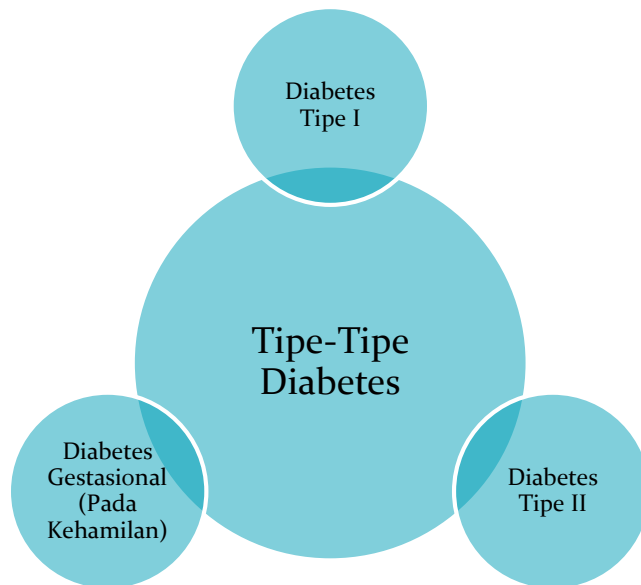 Diabetes
Tipe I
Tipe-Tipe
Diabetes
Diabetes
Gestasional
(Pada
Kehamilan)
Diabetes
Tipe II